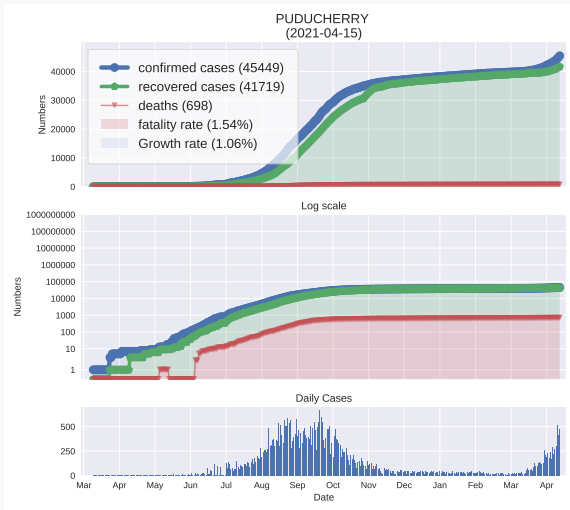 PUDUCHERRY
(2021-04-15)
confirmed cases (45449)
recovered cases (41719)
deaths (698)
fatality rate (1.54%)
Growth rate (1.06%)
Numbers
40000
30000
20000
10000
0
Log scale
Numbers
1000000000
100000000
10000000
1000000
100000
10000
1000
100
10
1
Daily Cases
500
250
0
Mar Apr May Jun Jul Aug Sep Oct Nov Dec Jan Feb Mar Apr
Date